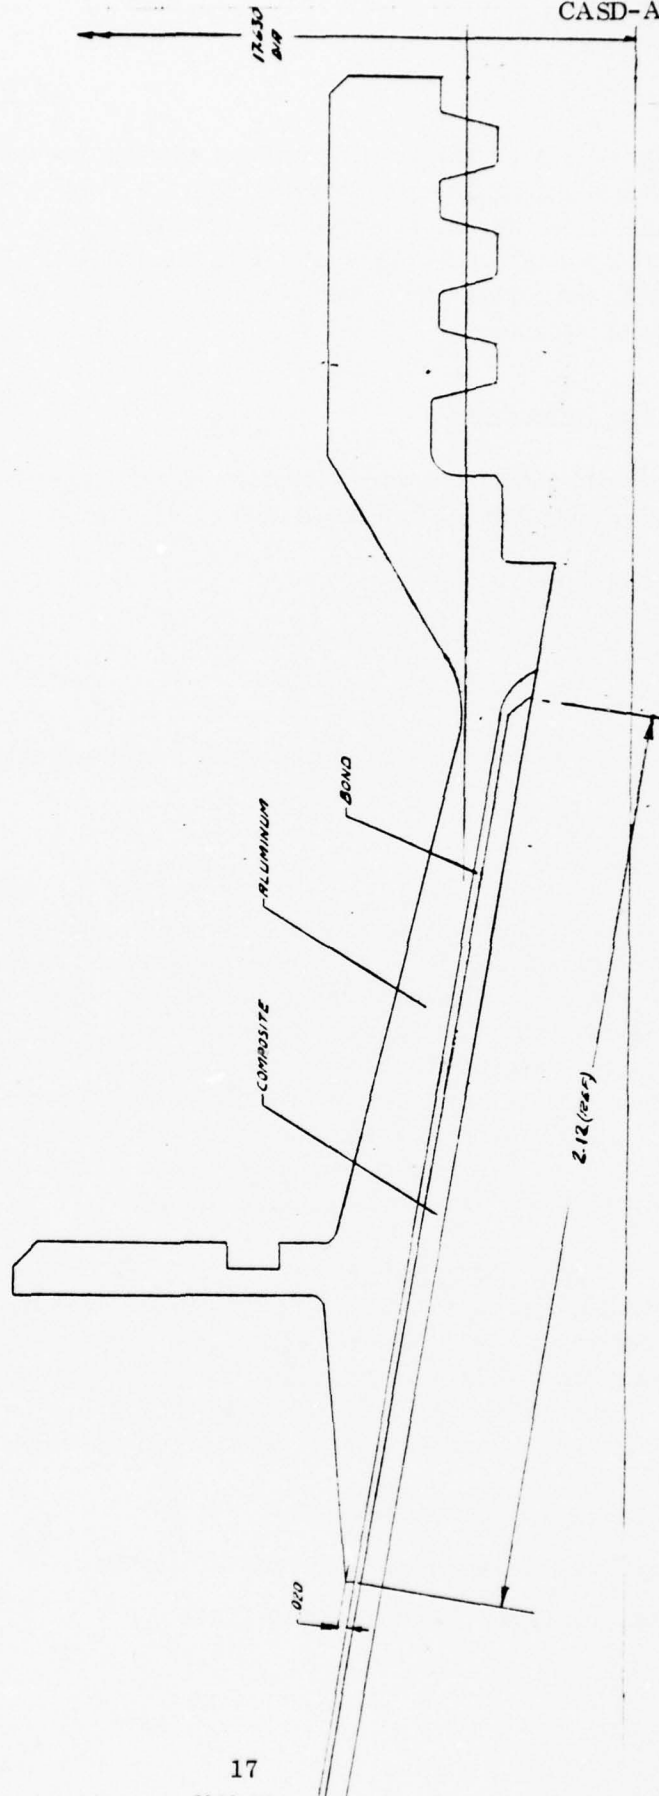 CASD-A
17.630
DIA
BOND
ALUMINUM
COMPOSITE
2.12 (REF)
.020
17